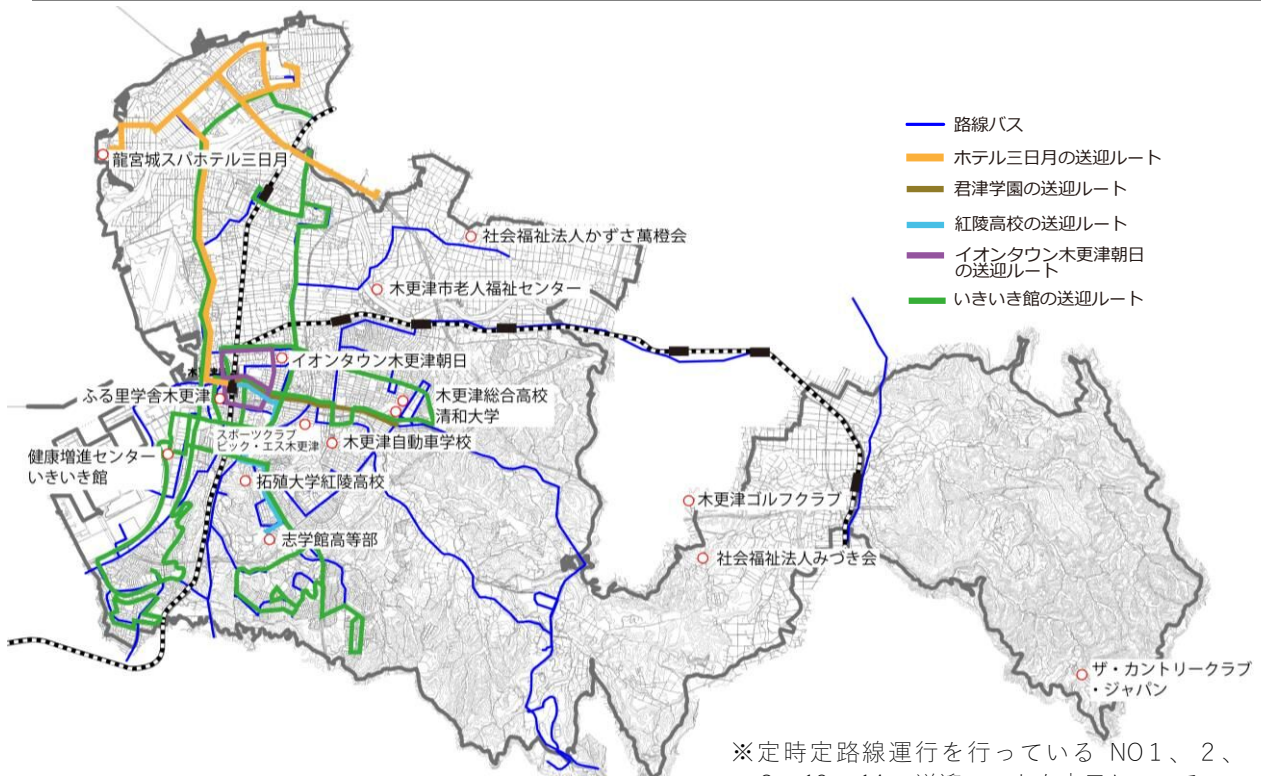 路線バス
ホテル三日月の送迎ルート
君津学園の送迎ルート
紅陵高校の送迎ルート
イオンタウン木更津朝日
の送迎ルート
いきいき館の送迎ルート
龍宮城スパホテル三日月
社会福祉法人かずさ萬橙会
木更津市老人福祉センター
イオンタウン木更津朝日
ふる里学舎木更津
木更津総合高校
清和大学
スポーツクラブ
ビック・エス木更津
木更津自動車学校
健康増進センター
いきいき館
拓殖大学紅陵高校
志学館高等部
木更津ゴルフクラブ
社会福祉法人みづき会
ザ・カントリークラブ
・ジャパン
※定時定路線運行を行っている NO1、2、